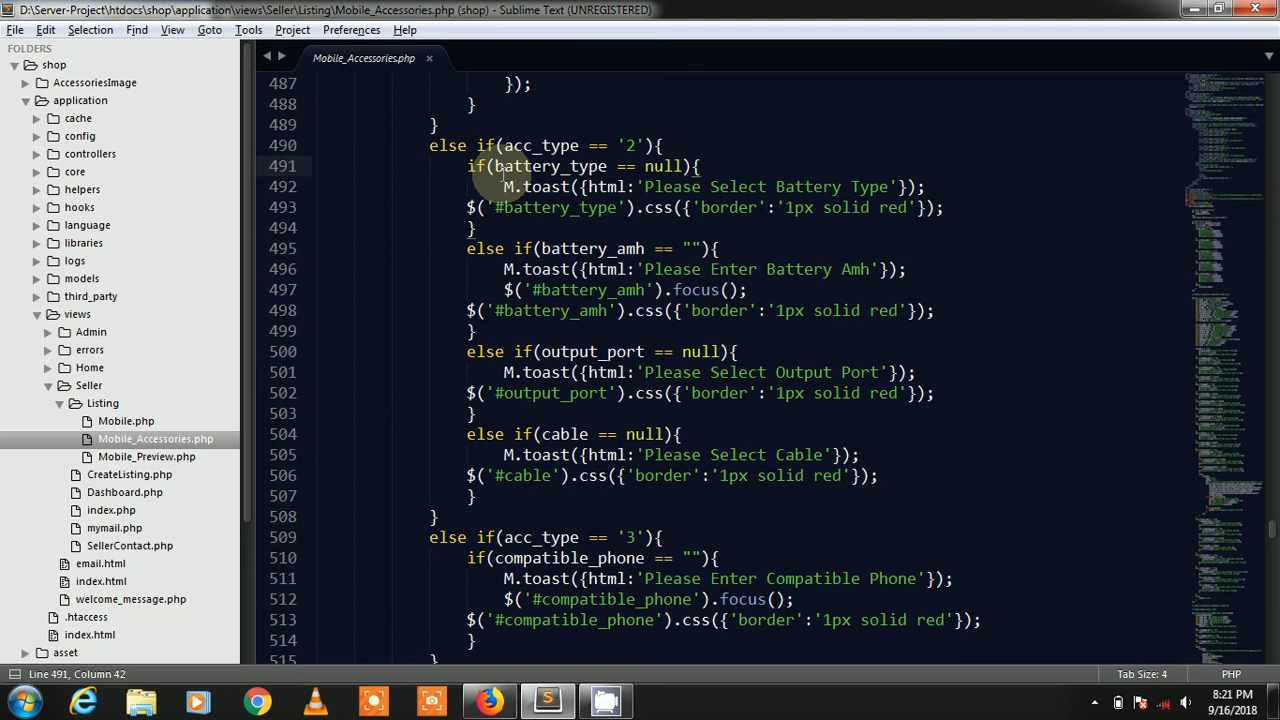 D:\Server-Project\htdocs\shop\application\views\Seller\Listing\Mobile_Accessories.php (shop) - Sublime Text (UNREGISTERED)
File Edit Selection Find View Goto Tools Project Preferences Help
FOLDERS
shop
AccessoriesImage
application
cache
config
controllers
core
helpers
hooks
language
libraries
logs
models
third_party
views
Admin
errors
Home
Seller
Listing
Mobile.php
Mobile_Accessories.php
Mobile_Preview.php
CreateListing.php
Dashboard.php
index.php
mymail.php
SellerContact.php
email.html
index.html
welcome_message.php
.htaccess
index.html
asset
Mobile_Accessories.php ×
487 });
488 }
489 }
490 else if(acc_type == '2'){
491 if(battery_type == null){
492 M.toast({html:'Please Select Battery Type'});
493 $('#battery_type').css({'border':'1px solid red'});
494 }
495 else if(battery_amh == ""){
496 M.toast({html:'Please Enter Battery Amh'});
497 $('#battery_amh').focus();
498 $('#battery_amh').css({'border':'1px solid red'});
499 }
500 else if(output_port == null){
501 M.toast({html:'Please Select Output Port'});
502 $('#output_port').css({'border':'1px solid red'});
503 }
504 else if(cable == null){
505 M.toast({html:'Please Select Cable'});
506 $('#cable').css({'border':'1px solid red'});
507 }
508 }
509 else if(acc_type == '3'){
510 if(compatible_phone == ""){
511 M.toast({html:'Please Enter Compatible Phone'});
512 $('#compatible_phone').focus();
513 $('#compatible_phone').css({'border':'1px solid red'});
514 }
515 }
Line 491, Column 42
Tab Size: 4
PHP
8:21 PM
9/16/2018